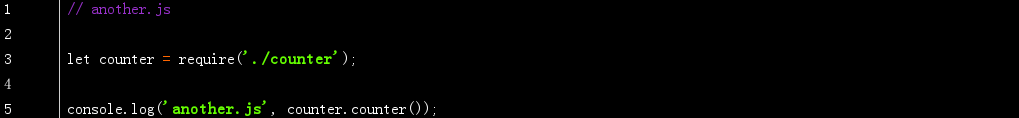 1 // another.js
2
3 let counter = require('./counter');
4
5 console.log('another.js', counter.counter());